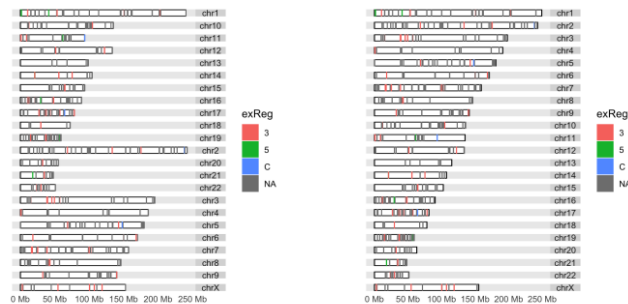 chr1
chr10
chr11
chr12
chr13
chr14
chr15
chr16
chr17
chr18
chr19
chr2
chr20
chr21
chr22
chr3
chr4
chr5
chr6
chr7
chr8
chr9
chrX
0 Mb 50 Mb 100 Mb 150 Mb 200 Mb 250 Mb
exReg
3
5
C
NA
chr1
chr2
chr3
chr4
chr5
chr6
chr7
chr8
chr9
chr10
chr11
chr12
chr13
chr14
chr15
chr16
chr17
chr18
chr19
chr20
chr21
chr22
chrX
0 Mb 50 Mb 100 Mb 150 Mb 200 Mb 250 Mb
exReg
3
5
C
NA